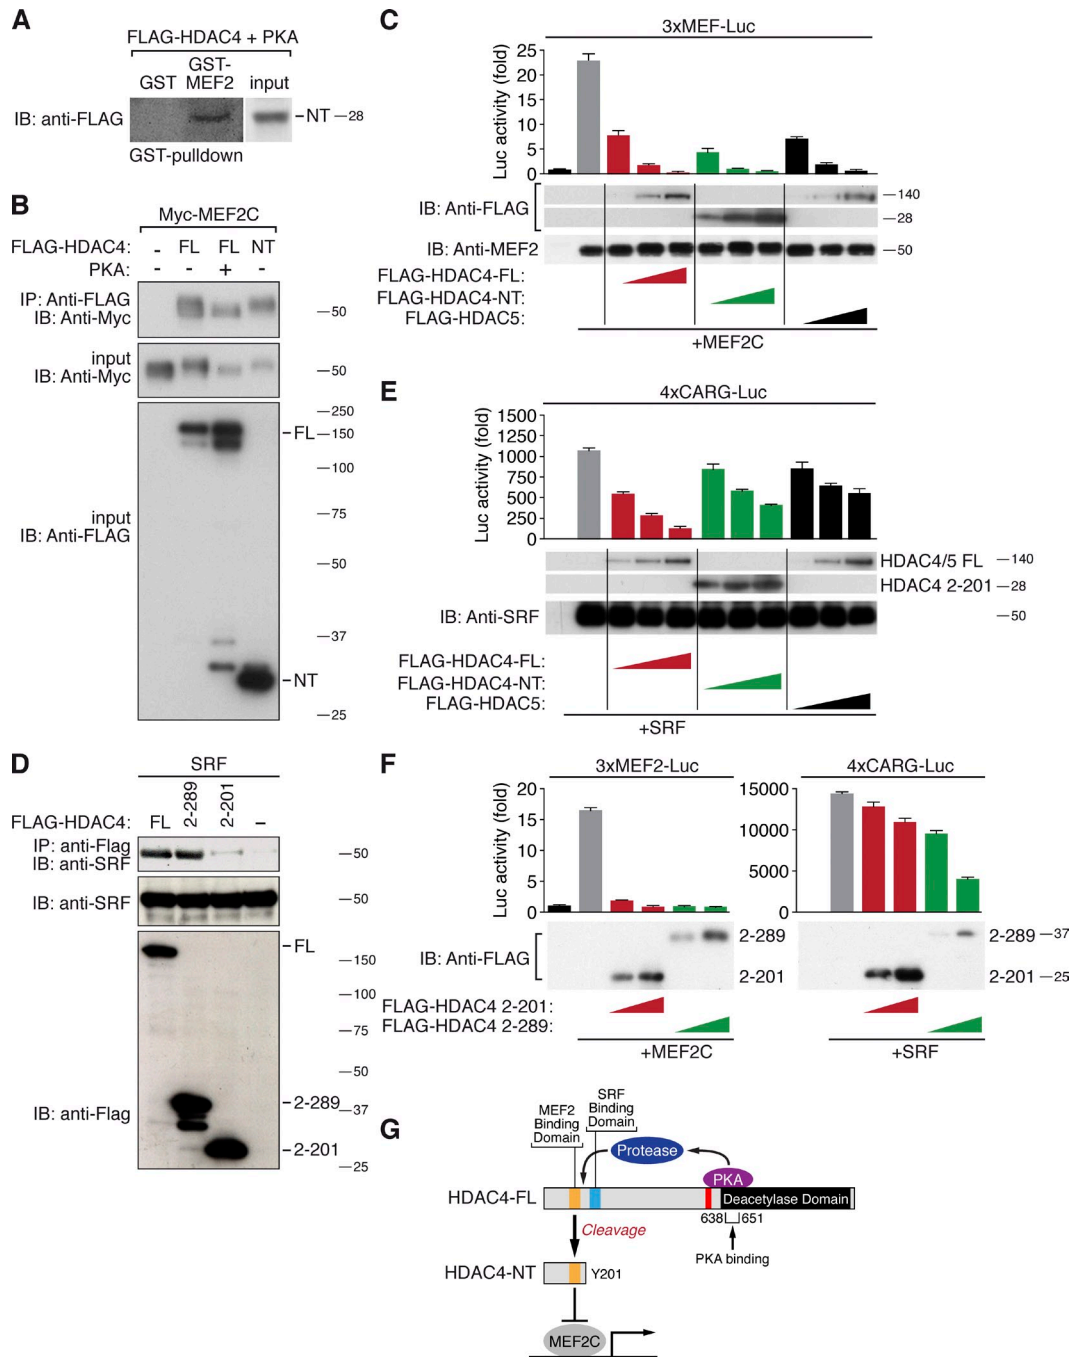 A
FLAG-HDAC4 + PKA
GST GST-MEF2 input
IB: anti-FLAG
NT —28
GST-pulldown
B
Myc-MEF2C
FLAG-HDAC4: - FL FL NT
PKA: - - + -
IP: Anti-FLAG
IB: Anti-Myc
—50
input
IB: Anti-Myc
—50
input
IB: Anti-FLAG
—250
FL —150
—100
—75
—50
—37
NT
—25
C
3xMEF-Luc
Luc activity (fold)
25
20
15
10
5
0
IB: Anti-FLAG
—140
—28
IB: Anti-MEF2 —50
FLAG-HDAC4-FL:
FLAG-HDAC4-NT:
FLAG-HDAC5:
+MEF2C
D
SRF
FLAG-HDAC4: FL 2-289 2-201 –
IP: anti-Flag
IB: anti-SRF
—50
IB: anti-SRF —50
IB: anti-Flag
FL
—150
—100
—75
—50
2-289 —37
2-201
—25
E
4xCARG-Luc
Luc activity (fold)
1500
1250
1000
750
500
250
0
HDAC4/5 FL —140
HDAC4 2-201 —28
IB: Anti-SRF —50
FLAG-HDAC4-FL:
FLAG-HDAC4-NT:
FLAG-HDAC5:
+SRF
F
3xMEF2-Luc
Luc activity (fold)
20
15
10
5
0
IB: Anti-FLAG
2-289
2-201
FLAG-HDAC4 2-201:
FLAG-HDAC4 2-289:
+MEF2C
4xCARG-Luc
15000
10000
5000
0
2-289 —37
2-201 —25
+SRF
G
MEF2
Binding
Domain
SRF
Binding
Domain
Protease
PKA
HDAC4-FL
Deacetylase Domain
638 651
Cleavage
PKA binding
HDAC4-NT
Y201
MEF2C